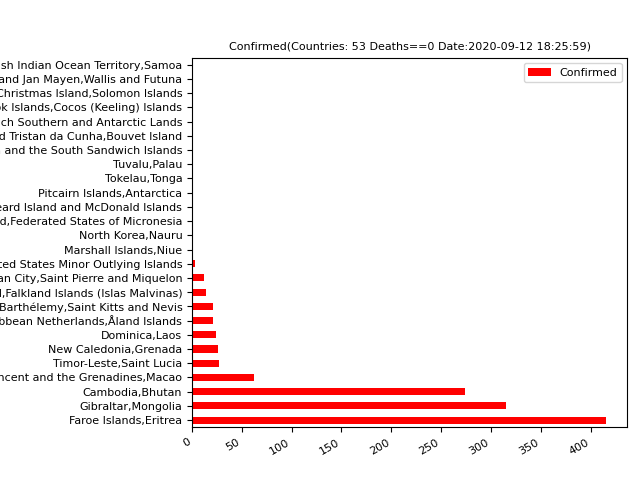 Confirmed(Countries: 53 Deaths==0 Date:2020-09-12 18:25:59)
Confirmed
sh Indian Ocean Territory,Samoa
and Jan Mayen,Wallis and Futuna
Christmas Island,Solomon Islands
ok Islands,Cocos (Keeling) Islands
ch Southern and Antarctic Lands
d Tristan da Cunha,Bouvet Island
and the South Sandwich Islands
Tuvalu,Palau
Tokelau,Tonga
Pitcairn Islands,Antarctica
eard Island and McDonald Islands
d,Federated States of Micronesia
North Korea,Nauru
Marshall Islands,Niue
ted States Minor Outlying Islands
an City,Saint Pierre and Miquelon
,Falkland Islands (Islas Malvinas)
Barthélemy,Saint Kitts and Nevis
bbean Netherlands,Åland Islands
Dominica,Laos
New Caledonia,Grenada
Timor-Leste,Saint Lucia
ncent and the Grenadines,Macao
Cambodia,Bhutan
Gibraltar,Mongolia
Faroe Islands,Eritrea
0 50 100 150 200 250 300 350 400